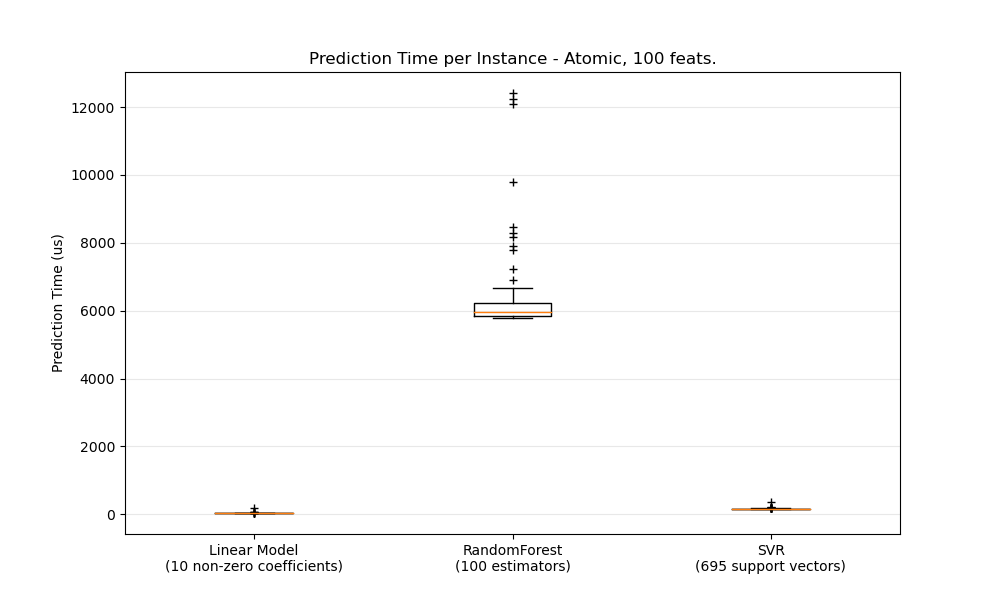 Prediction Time per Instance - Atomic, 100 feats.
Prediction Time (us)
12000
10000
8000
6000
4000
2000
0
Linear Model
(10 non-zero coefficients)
RandomForest
(100 estimators)
SVR
(695 support vectors)